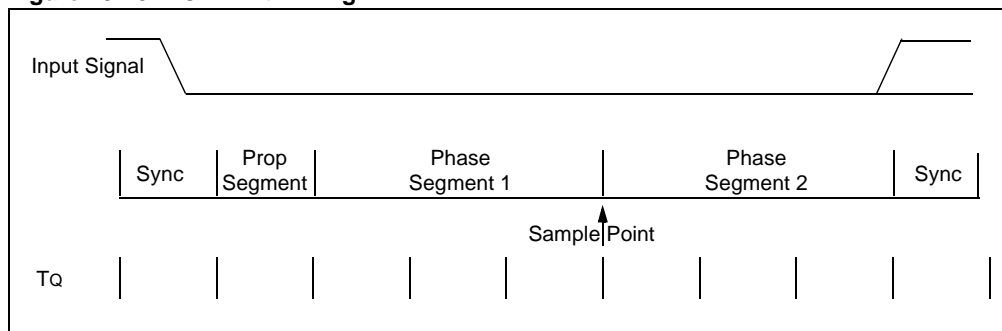 Input Signal
Sync
Prop
Segment
Phase
Segment 1
Phase
Segment 2
Sync
Sample Point
TQ